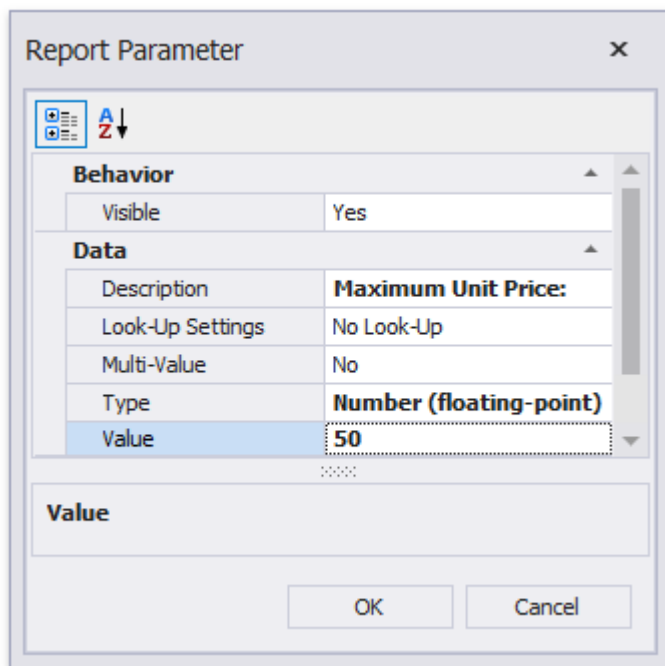 Report Parameter
Behavior
Visible Yes
Data
Description Maximum Unit Price:
Look-Up Settings No Look-Up
Multi-Value No
Type Number (floating-point)
Value 50
Value
OK Cancel